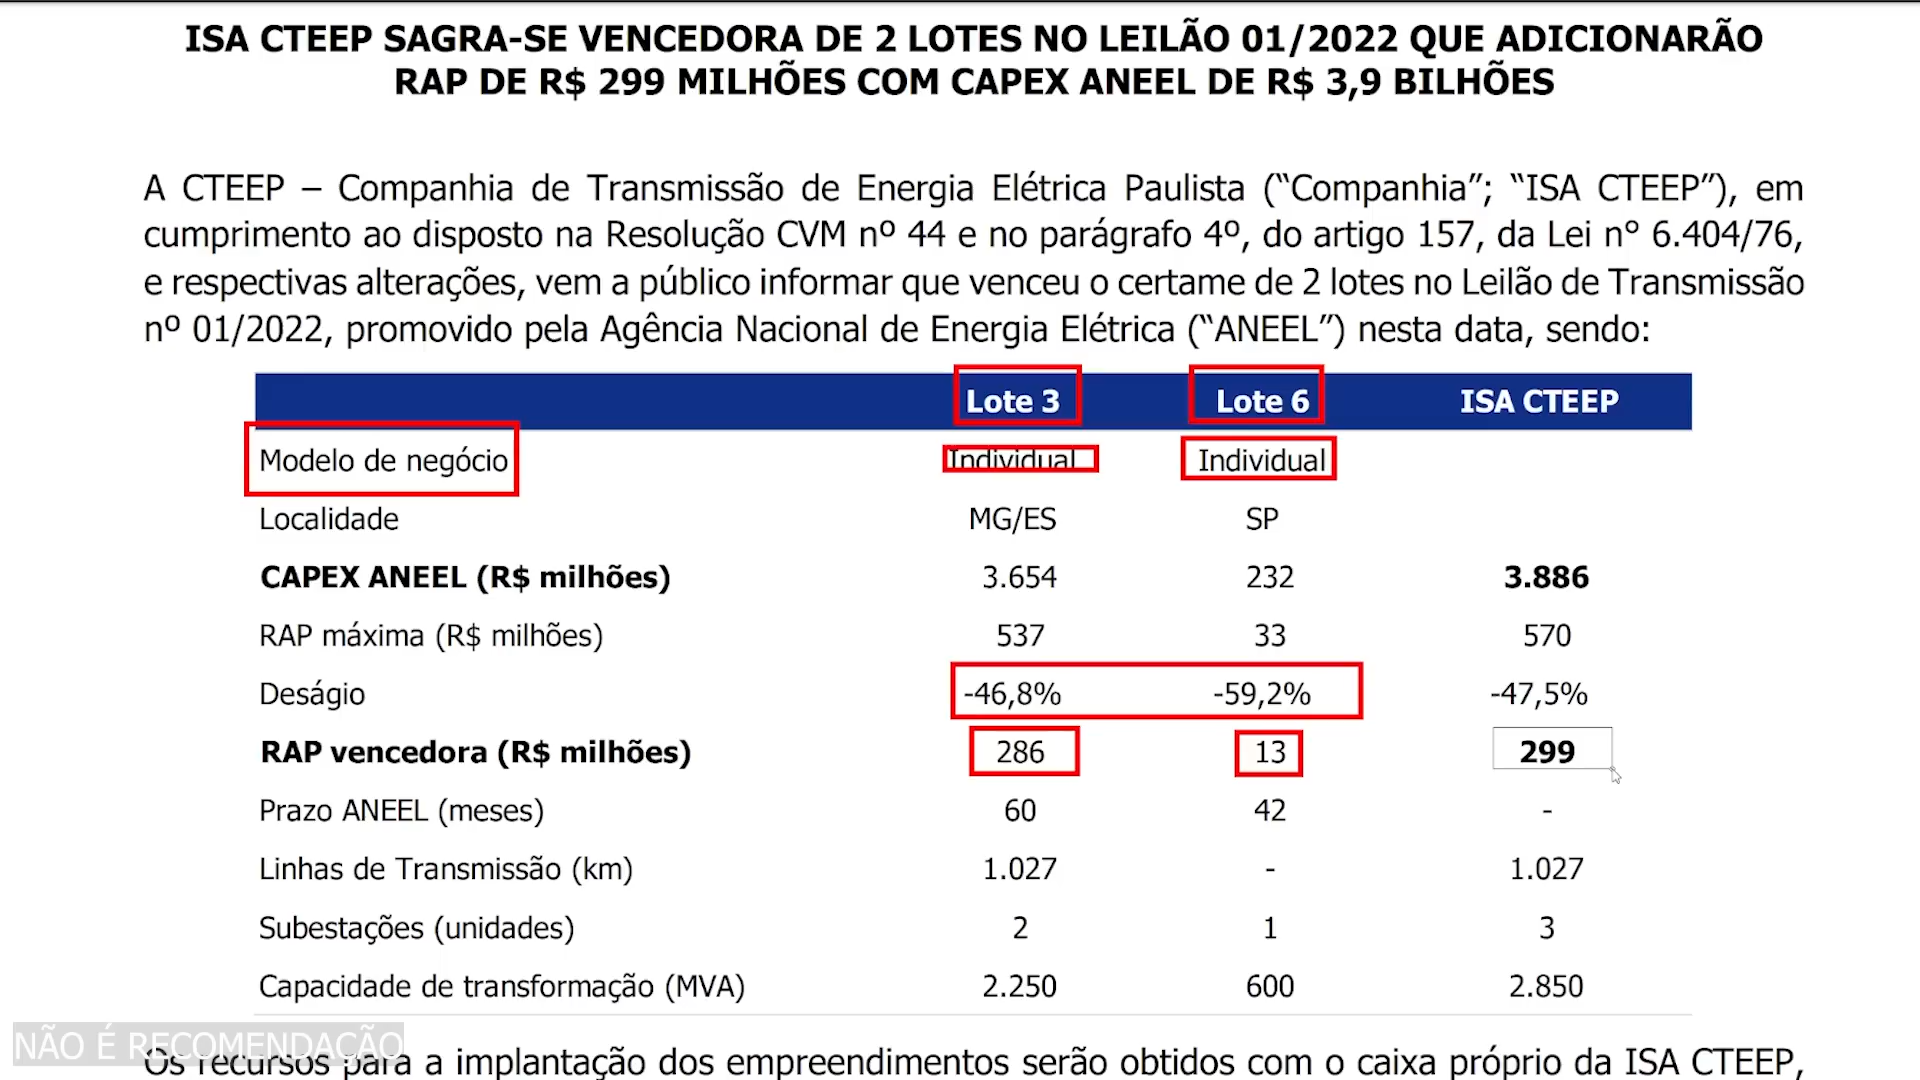 ISA CTEEP SAGRA-SE VENCEDORA DE 2 LOTES NO LEILÃO 01/2022 QUE ADICIONARÃO
RAP DE R$ 299 MILHÕES COM CAPEX ANEEL DE R$ 3,9 BILHÕES
A CTEEP – Companhia de Transmissão de Energia Elétrica Paulista (“Companhia”; “ISA CTEEP”), em
cumprimento ao disposto na Resolução CVM nº 44 e no parágrafo 4º, do artigo 157, da Lei n° 6.404/76,
e respectivas alterações, vem a público informar que venceu o certame de 2 lotes no Leilão de Transmissão
nº 01/2022, promovido pela Agência Nacional de Energia Elétrica (“ANEEL”) nesta data, sendo:
Lote 3 Lote 6 ISA CTEEP
Modelo de negócio Individual Individual
Localidade MG/ES SP
CAPEX ANEEL (R$ milhões) 3.654 232 3.886
RAP máxima (R$ milhões) 537 33 570
Deságio -46,8% -59,2% -47,5%
RAP vencedora (R$ milhões) 286 13 299
Prazo ANEEL (meses) 60 42 -
Linhas de Transmissão (km) 1.027 - 1.027
Subestações (unidades) 2 1 3
Capacidade de transformação (MVA) 2.250 600 2.850
NÃO É RECOMENDAÇÃO
Os recursos para a implantação dos empreendimentos serão obtidos com o caixa próprio da ISA CTEEP,